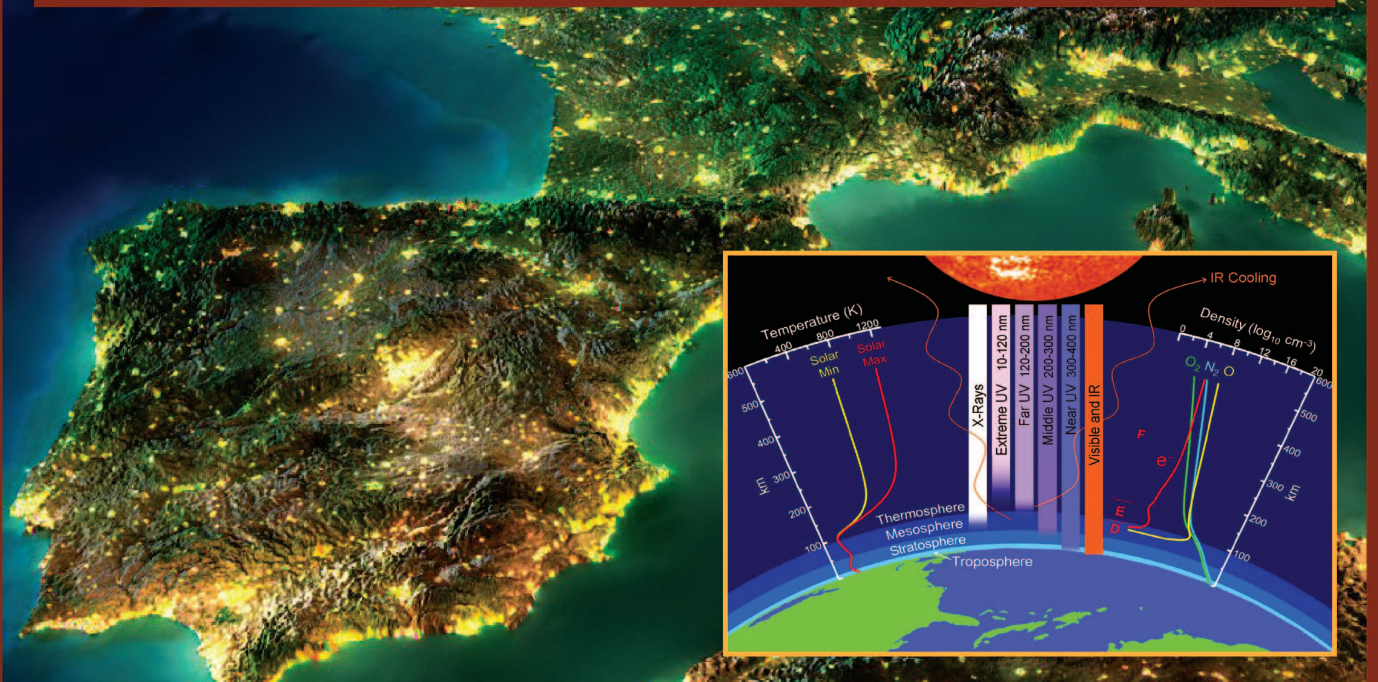 IR Cooling
Temperature (K)
400
800
1200
Solar
Min
Solar
Max
600
500
400
300
200
100
km
X-Rays
Extreme UV 10-120 nm
Far UV 120-200 nm
Middle UV 200-300 nm
Near UV 300-400 nm
Visible and IR
Density (log₁₀ cm⁻³)
0
4
8
12
16
20
O₂ N₂ O
600
500
400
300
200
100
km
F
e⁻
E
D
Thermosphere
Mesosphere
Stratosphere
Troposphere